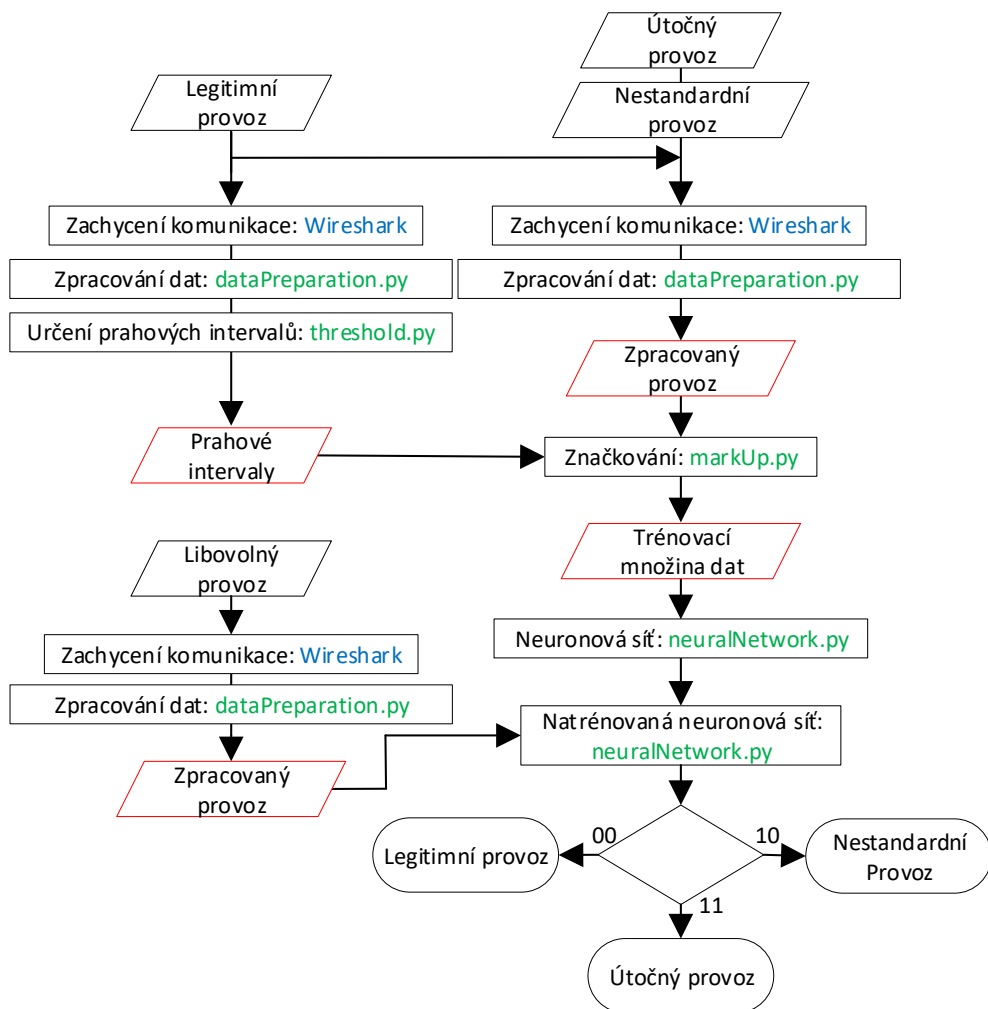 Útočný
provoz
Legitimní
provoz
Nestandardní
provoz
Zachycení komunikace: Wireshark
Zpracování dat: dataPreparation.py
Určení prahových intervalů: threshold.py
Prahové
intervaly
Zachycení komunikace: Wireshark
Zpracování dat: dataPreparation.py
Zpracovaný
provoz
Značkování: markUp.py
Trénovací
množina dat
Neuronová síť: neuralNetwork.py
Libovolný
provoz
Zachycení komunikace: Wireshark
Zpracování dat: dataPreparation.py
Zpracovaný
provoz
Natrénovaná neuronová síť:
neuralNetwork.py
00
10
Legitimní provoz
Nestandardní
Provoz
11
Útočný provoz